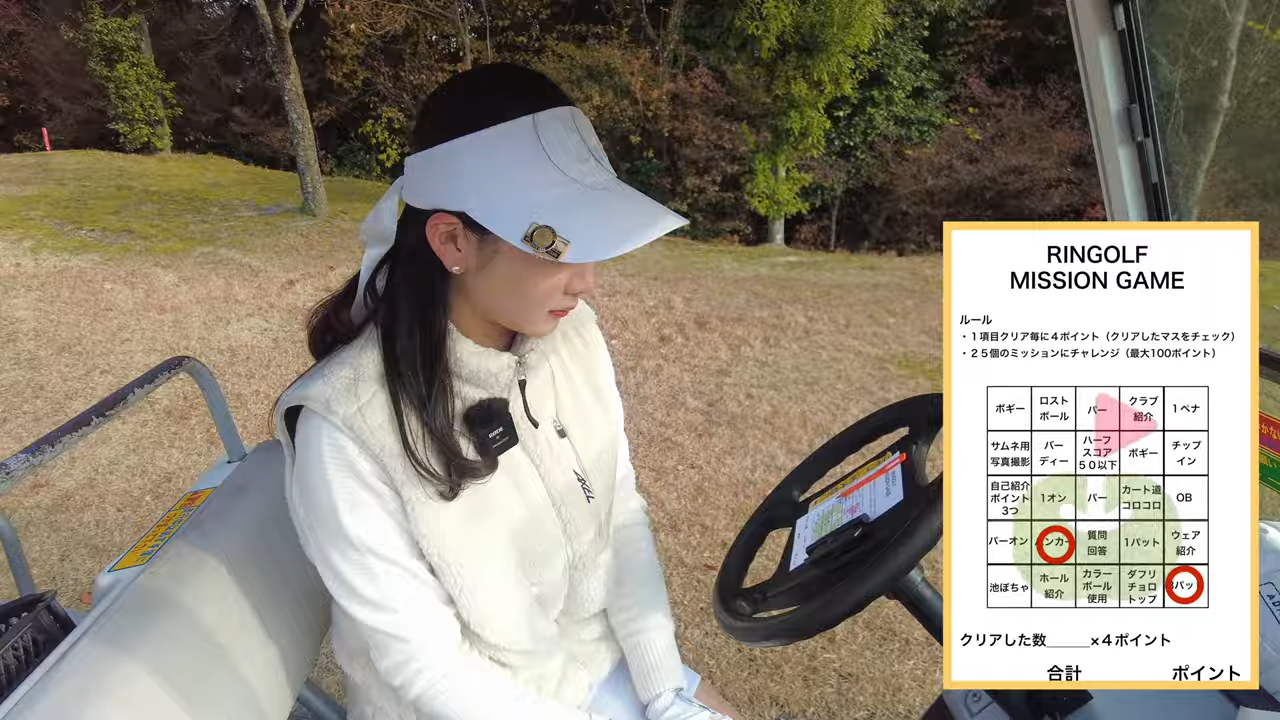 RINGOLF
MISSION GAME
ルール
・１項目クリア毎に４ポイント（クリアしたマスをチェック）
・２５個のミッションにチャレンジ（最大100ポイント）
ボギー
ロスト
ボール
パー
クラブ
紹介
１ペナ
サムネ用
写真撮影
バー
ディー
ハーフ
スコア
５０以下
ボギー
チップ
イン
自己紹介
ポイント
3つ
1オン
パー
カート道
コロコロ
OB
パーオン
ンカ
質問
回答
1パット
ウェア
紹介
池ぽちゃ
ホール
紹介
カラー
ボール
使用
ダフリ
チョロ
トップ
パッ
クリアした数_____×４ポイント
合計 ポイント